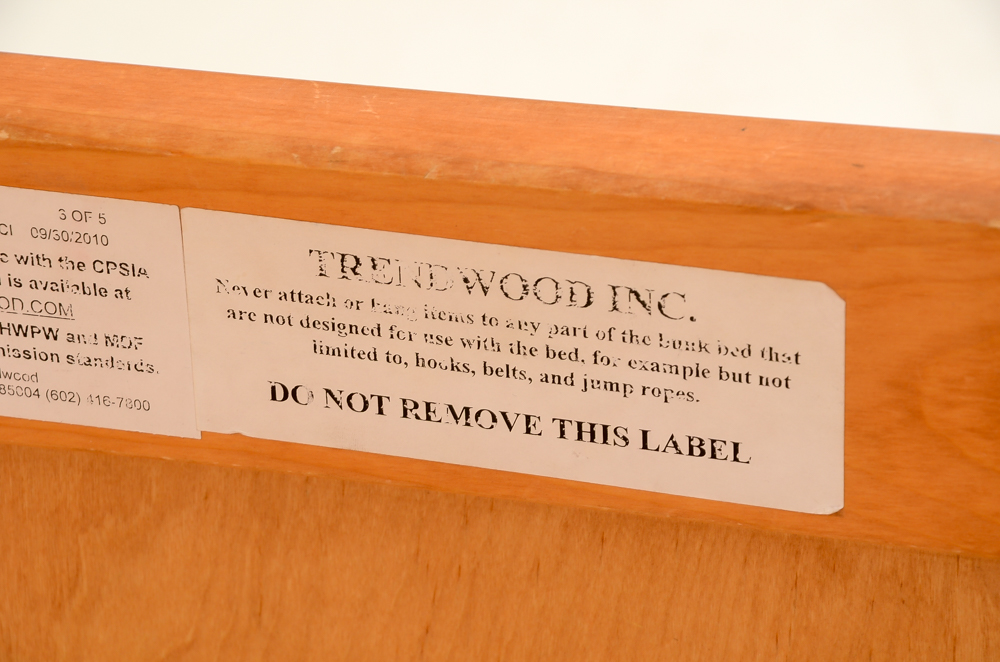 3 OF 5
CI 09/30/2010
c with the CPSIA
is available at
OD.COM
HWPW and MDF
ission standards.
lwood
85004 (602) 416-7800
TRENDWOOD INC.
Never attach or hang items to any part of the bunk bed that
are not designed for use with the bed, for example but not
limited to, hooks, belts, and jump ropes.
DO NOT REMOVE THIS LABEL